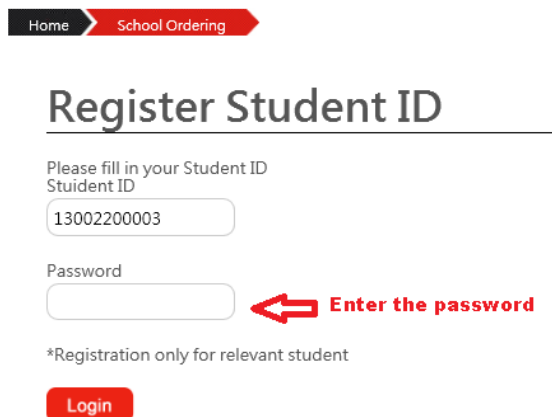 Home School Ordering
Register Student ID
Please fill in your Student ID
Stuident ID
13002200003
Password
Enter the password
*Registration only for relevant student
Login